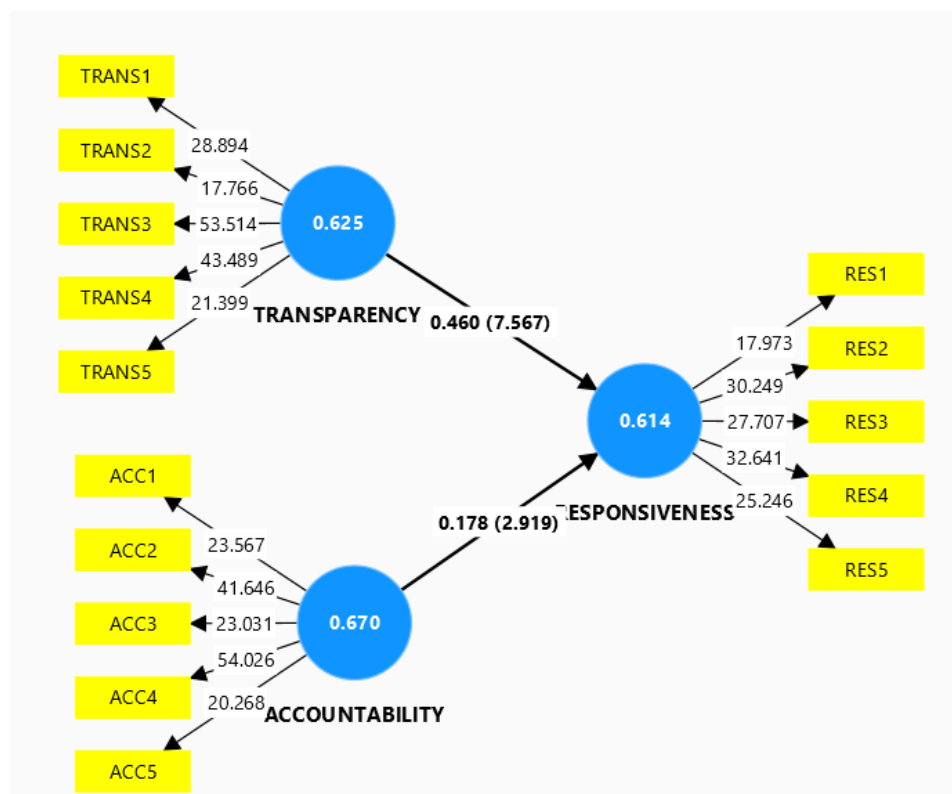 TRANS1
28.894
TRANS2
17.766
TRANS3
53.514
0.625
43.489
TRANS4
21.399
TRANSPARENCY
0.460 (7.567)
TRANS5
RES1
17.973
RES2
30.249
0.614
27.707
RES3
32.641
RES4
25.246
ESPONSIVENESS
RES5
ACC1
0.178 (2.919)
23.567
ACC2
41.646
ACC3
23.031
0.670
54.026
ACC4
20.268
ACCOUNTABILITY
ACC5